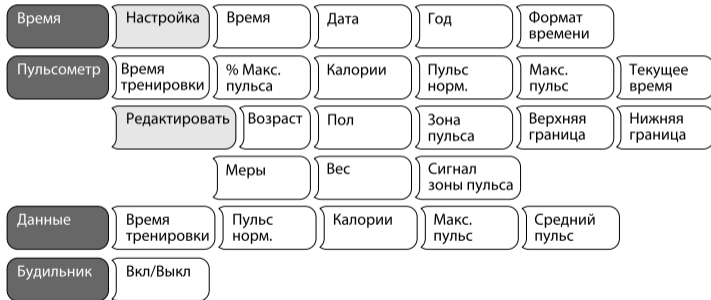 Время
Настройка
Время
Дата
Год
Формат
времени
Пульсометр
Время
тренировки
% Макс.
пульса
Калории
Пульс
норм.
Макс.
пульс
Текущее
время
Редактировать
Возраст
Пол
Зона
пульса
Верхняя
граница
Нижняя
граница
Меры
Вес
Сигнал
зоны пульса
Данные
Время
тренировки
Пульс
норм.
Калории
Макс.
пульс
Средний
пульс
Будильник
Вкл/Выкл